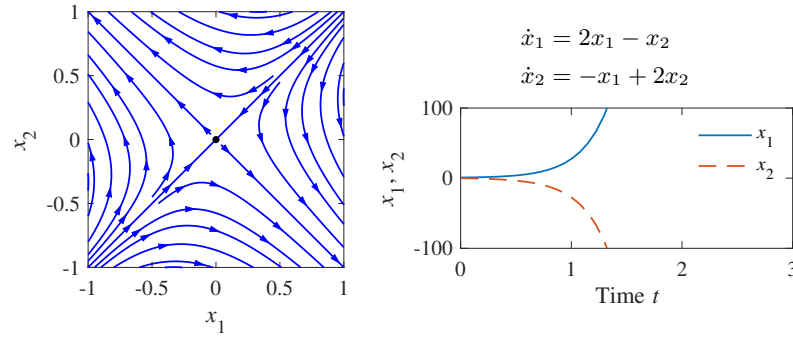 1
0.5
0
-0.5
-1
x2
-1 -0.5 0 0.5 1
x1
ẋ1 = 2x1 − x2
ẋ2 = −x1 + 2x2
100
0
-100
x1, x2
x1
x2
0 1 2 3
Time t